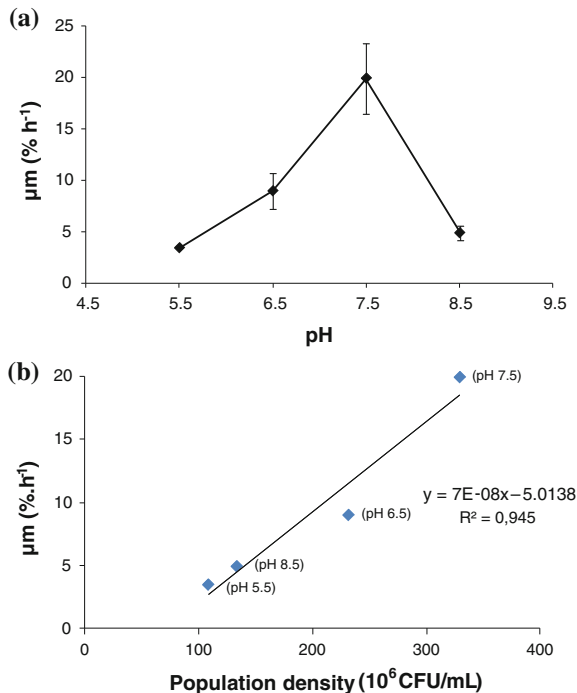 (a)
25
20
15
10
5
0
µm (% h-1)
4.5 5.5 6.5 7.5 8.5 9.5
pH
(b)
20
15
10
5
0
µm (%.h-1)
(pH 7.5)
y = 7E-08x–5.0138
R² = 0,945
(pH 6.5)
(pH 8.5)
(pH 5.5)
0 100 200 300 400
Population density (10⁶CFU/mL)